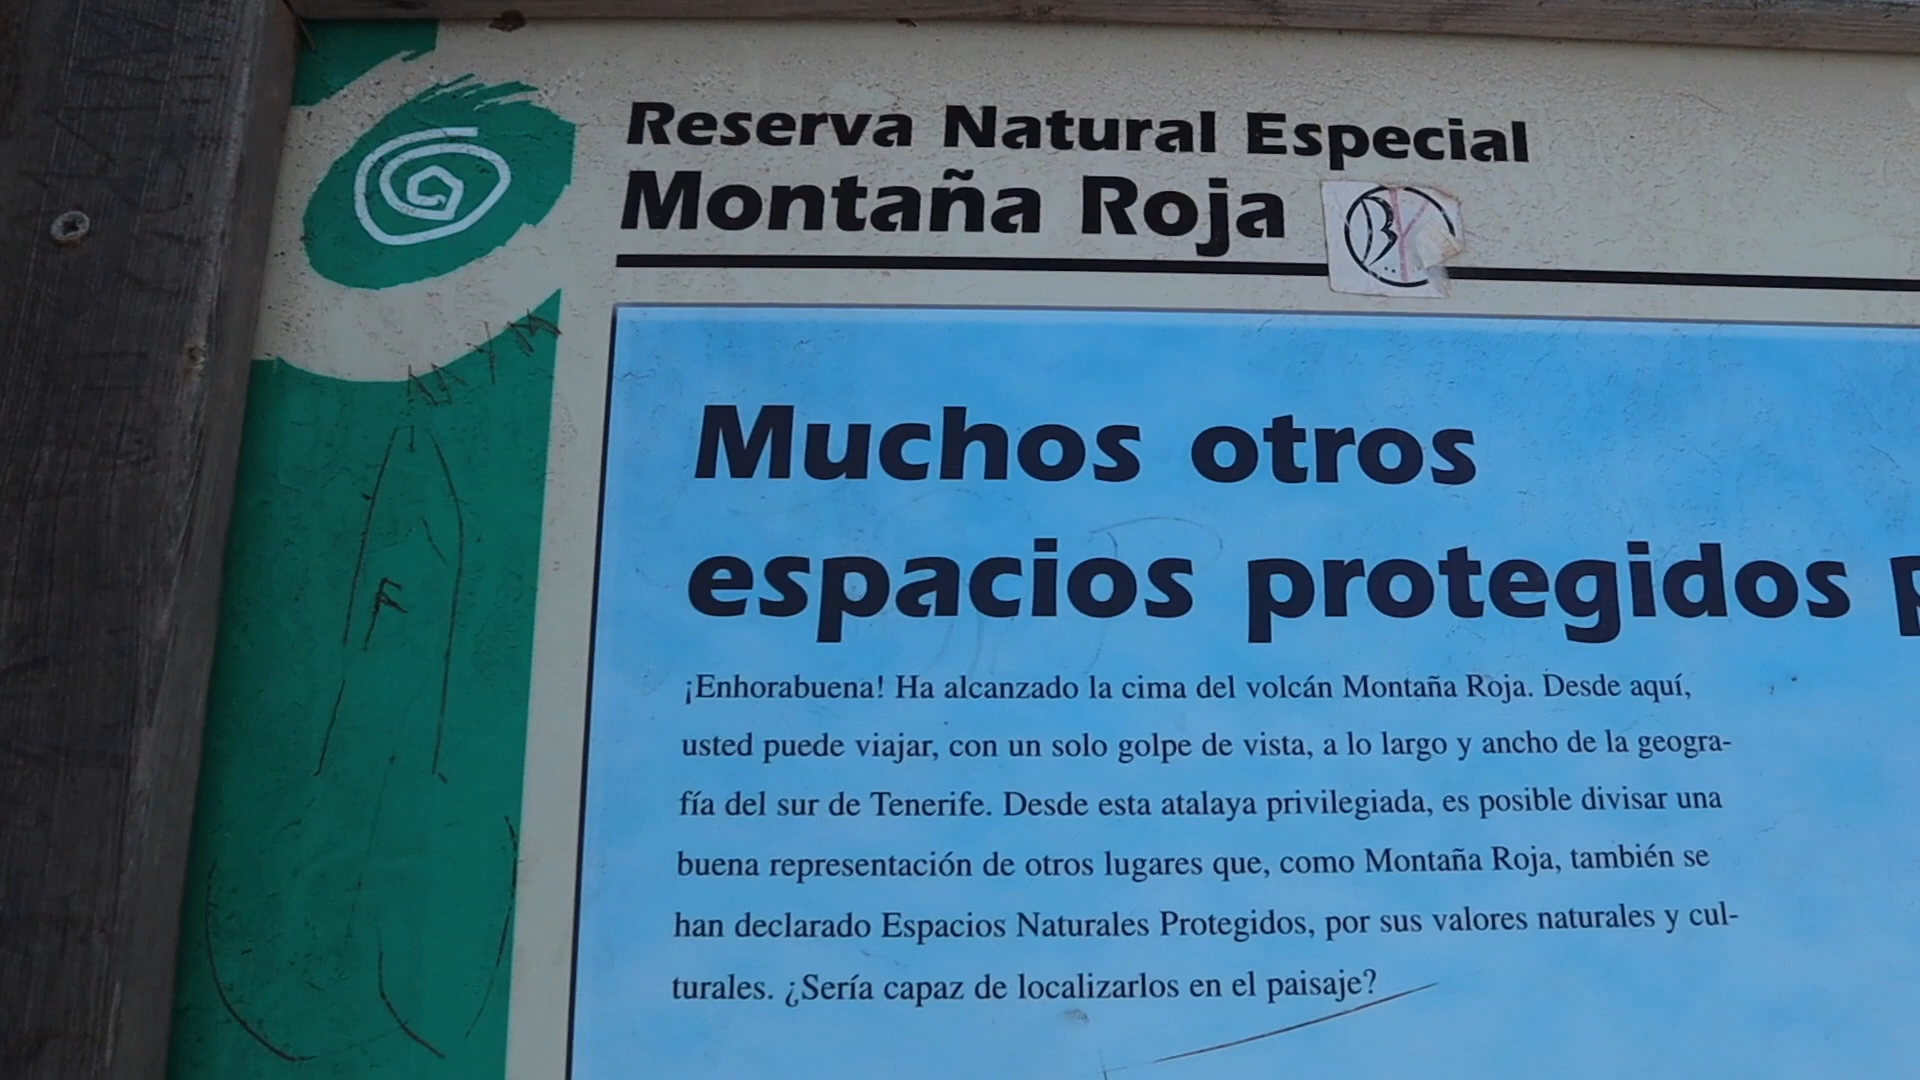 Reserva Natural Especial
Montaña Roja
Muchos otros
espacios protegidos
¡Enhorabuena! Ha alcanzado la cima del volcán Montaña Roja. Desde aquí,
usted puede viajar, con un solo golpe de vista, a lo largo y ancho de la geogra-
fía del sur de Tenerife. Desde esta atalaya privilegiada, es posible divisar una
buena representación de otros lugares que, como Montaña Roja, también se
han declarado Espacios Naturales Protegidos, por sus valores naturales y cul-
turales. ¿Sería capaz de localizarlos en el paisaje?